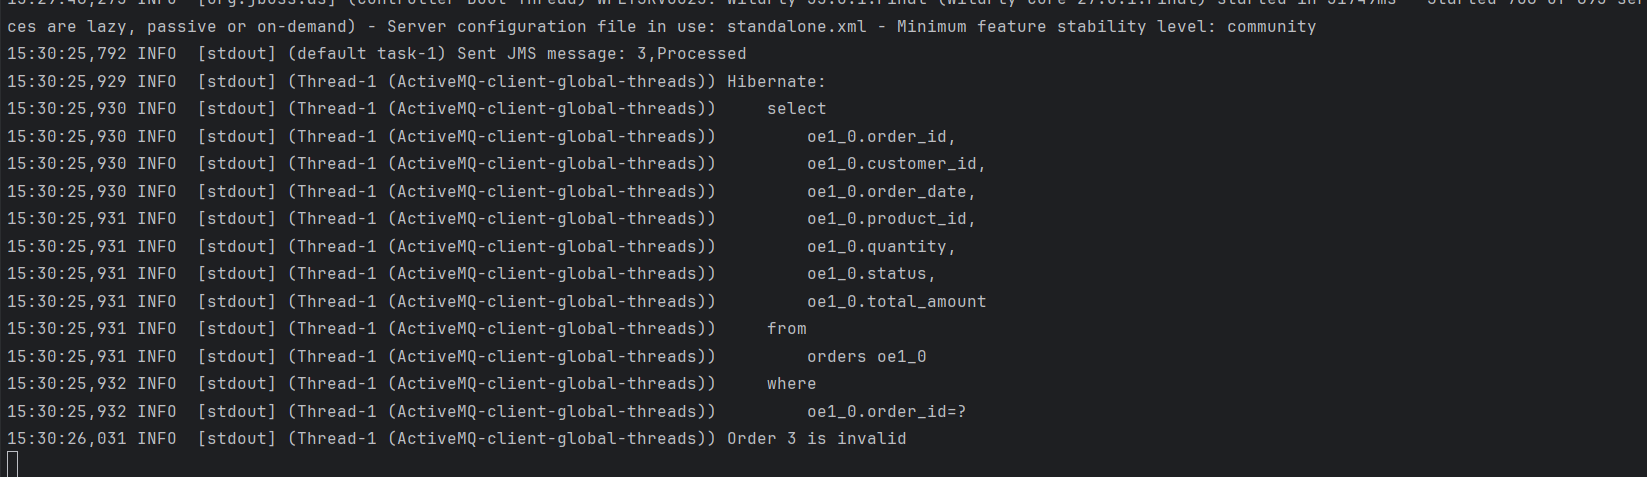 INFO [org.jboss.as] (Controller Boot Thread)
ces are lazy, passive or on-demand) - Server configuration file in use: standalone.xml - Minimum feature stability level: community
15:30:25,792 INFO  [stdout] (default task-1) Sent JMS message: 3,Processed
15:30:25,929 INFO  [stdout] (Thread-1 (ActiveMQ-client-global-threads)) Hibernate:
15:30:25,930 INFO  [stdout] (Thread-1 (ActiveMQ-client-global-threads))     select
15:30:25,930 INFO  [stdout] (Thread-1 (ActiveMQ-client-global-threads))         oe1_0.order_id,
15:30:25,930 INFO  [stdout] (Thread-1 (ActiveMQ-client-global-threads))         oe1_0.customer_id,
15:30:25,930 INFO  [stdout] (Thread-1 (ActiveMQ-client-global-threads))         oe1_0.order_date,
15:30:25,931 INFO  [stdout] (Thread-1 (ActiveMQ-client-global-threads))         oe1_0.product_id,
15:30:25,931 INFO  [stdout] (Thread-1 (ActiveMQ-client-global-threads))         oe1_0.quantity,
15:30:25,931 INFO  [stdout] (Thread-1 (ActiveMQ-client-global-threads))         oe1_0.status,
15:30:25,931 INFO  [stdout] (Thread-1 (ActiveMQ-client-global-threads))         oe1_0.total_amount
15:30:25,931 INFO  [stdout] (Thread-1 (ActiveMQ-client-global-threads))     from
15:30:25,931 INFO  [stdout] (Thread-1 (ActiveMQ-client-global-threads))         orders oe1_0
15:30:25,932 INFO  [stdout] (Thread-1 (ActiveMQ-client-global-threads))     where
15:30:25,932 INFO  [stdout] (Thread-1 (ActiveMQ-client-global-threads))         oe1_0.order_id=?
15:30:26,031 INFO  [stdout] (Thread-1 (ActiveMQ-client-global-threads)) Order 3 is invalid